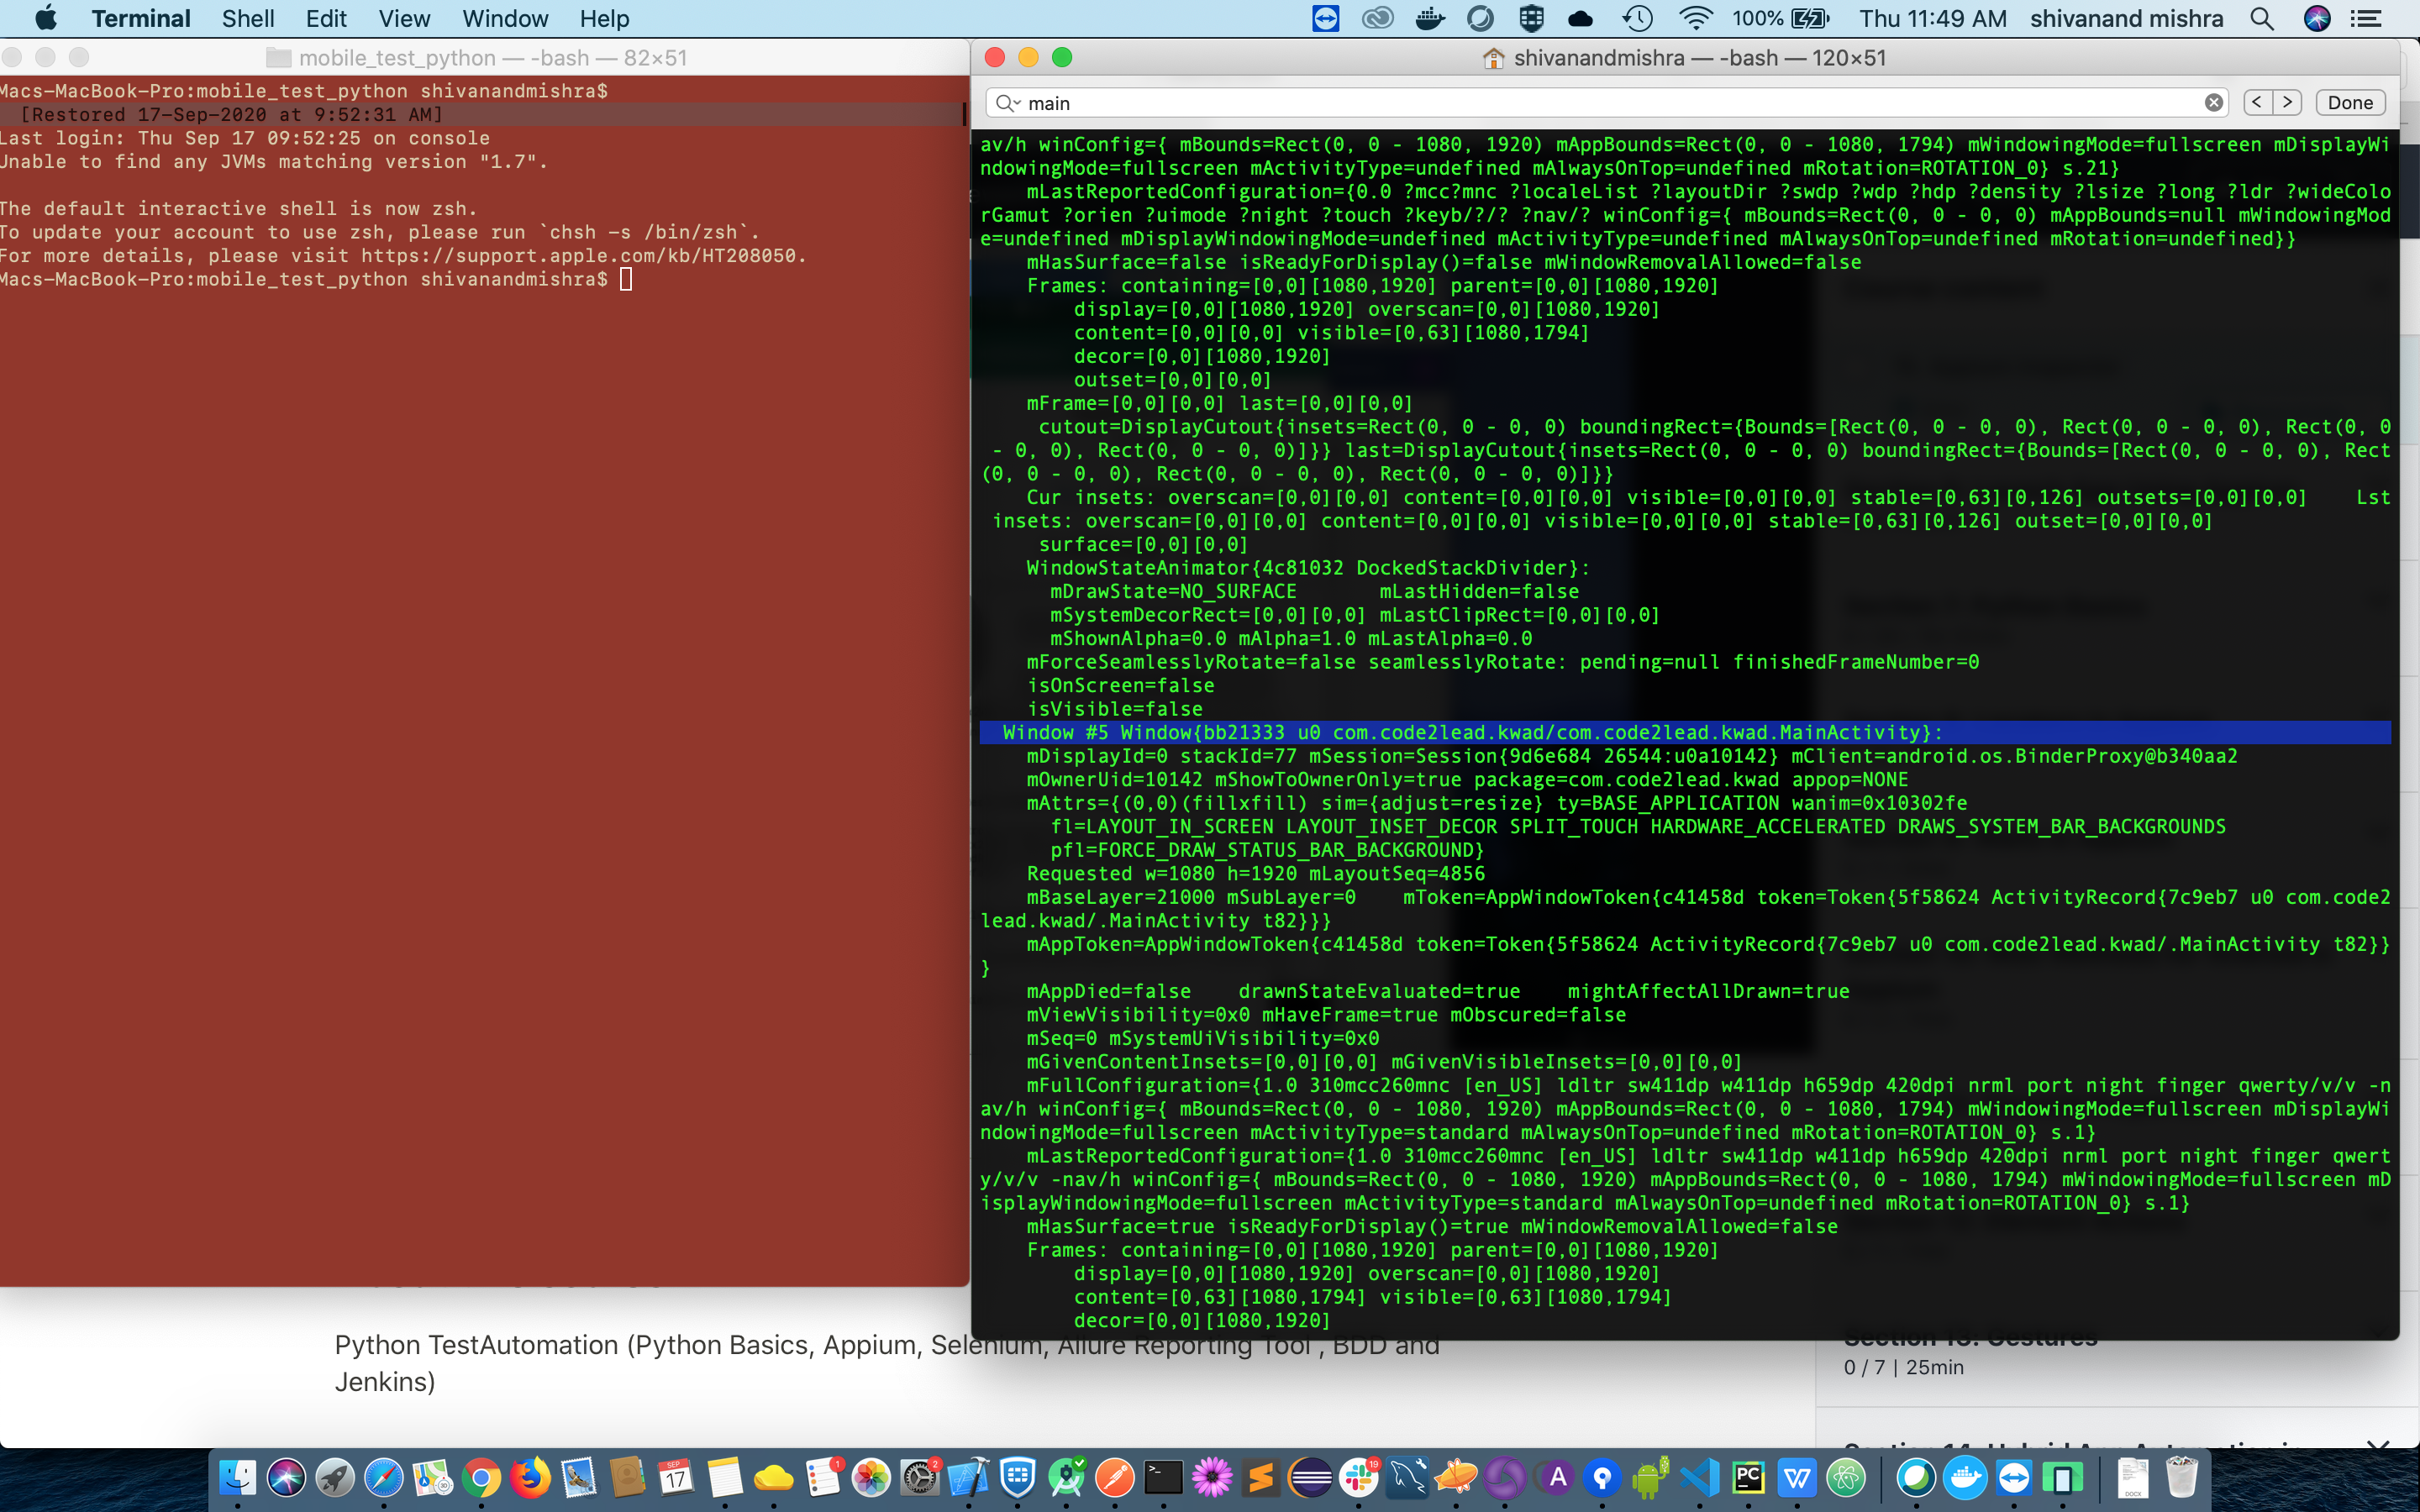 Terminal Shell Edit View Window Help 100% Thu 11:49 AM shivanand mishra
mobile_test_python — -bash — 82×51
Macs-MacBook-Pro:mobile_test_python shivanandmishra$
[Restored 17-Sep-2020 at 9:52:31 AM]
Last login: Thu Sep 17 09:52:25 on console
Unable to find any JVMs matching version "1.7".
The default interactive shell is now zsh.
To update your account to use zsh, please run `chsh -s /bin/zsh`.
For more details, please visit https://support.apple.com/kb/HT208050.
Macs-MacBook-Pro:mobile_test_python shivanandmishra$
shivanandmishra — -bash — 120×51
main
< > Done
av/h winConfig={ mBounds=Rect(0, 0 - 1080, 1920) mAppBounds=Rect(0, 0 - 1080, 1794) mWindowingMode=fullscreen mDisplayWi
ndowingMode=fullscreen mActivityType=undefined mAlwaysOnTop=undefined mRotation=ROTATION_0} s.21}
mLastReportedConfiguration={0.0 ?mcc?mnc ?localeList ?layoutDir ?swdp ?wdp ?hdp ?density ?lsize ?long ?ldr ?wideColo
rGamut ?orien ?uimode ?night ?touch ?keyb/?/? ?nav/? winConfig={ mBounds=Rect(0, 0 - 0, 0) mAppBounds=null mWindowingMod
e=undefined mDisplayWindowingMode=undefined mActivityType=undefined mAlwaysOnTop=undefined mRotation=undefined}}
mHasSurface=false isReadyForDisplay()=false mWindowRemovalAllowed=false
Frames: containing=[0,0][1080,1920] parent=[0,0][1080,1920]
display=[0,0][1080,1920] overscan=[0,0][1080,1920]
content=[0,0][0,0] visible=[0,63][1080,1794]
decor=[0,0][1080,1920]
outset=[0,0][0,0]
mFrame=[0,0][0,0] last=[0,0][0,0]
cutout=DisplayCutout{insets=Rect(0, 0 - 0, 0) boundingRect={Bounds=[Rect(0, 0 - 0, 0), Rect(0, 0 - 0, 0), Rect(0, 0
- 0, 0), Rect(0, 0 - 0, 0)]}} last=DisplayCutout{insets=Rect(0, 0 - 0, 0) boundingRect={Bounds=[Rect(0, 0 - 0, 0), Rect
(0, 0 - 0, 0), Rect(0, 0 - 0, 0), Rect(0, 0 - 0, 0)]}}
Cur insets: overscan=[0,0][0,0] content=[0,0][0,0] visible=[0,0][0,0] stable=[0,63][0,126] outsets=[0,0][0,0] Lst
insets: overscan=[0,0][0,0] content=[0,0][0,0] visible=[0,0][0,0] stable=[0,63][0,126] outset=[0,0][0,0]
surface=[0,0][0,0]
WindowStateAnimator{4c81032 DockedStackDivider}:
mDrawState=NO_SURFACE mLastHidden=false
mSystemDecorRect=[0,0][0,0] mLastClipRect=[0,0][0,0]
mShownAlpha=0.0 mAlpha=1.0 mLastAlpha=0.0
mForceSeamlesslyRotate=false seamlesslyRotate: pending=null finishedFrameNumber=0
isOnScreen=false
isVisible=false
Window #5 Window{bb21333 u0 com.code2lead.kwad/com.code2lead.kwad.MainActivity}:
mDisplayId=0 stackId=77 mSession=Session{9d6e684 26544:u0a10142} mClient=android.os.BinderProxy@b340aa2
mOwnerUid=10142 mShowToOwnerOnly=true package=com.code2lead.kwad appop=NONE
mAttrs={(0,0)(fillxfill) sim={adjust=resize} ty=BASE_APPLICATION wanim=0x10302fe
fl=LAYOUT_IN_SCREEN LAYOUT_INSET_DECOR SPLIT_TOUCH HARDWARE_ACCELERATED DRAWS_SYSTEM_BAR_BACKGROUNDS
pfl=FORCE_DRAW_STATUS_BAR_BACKGROUND}
Requested w=1080 h=1920 mLayoutSeq=4856
mBaseLayer=21000 mSubLayer=0 mToken=AppWindowToken{c41458d token=Token{5f58624 ActivityRecord{7c9eb7 u0 com.code2
lead.kwad/.MainActivity t82}}}
mAppToken=AppWindowToken{c41458d token=Token{5f58624 ActivityRecord{7c9eb7 u0 com.code2lead.kwad/.MainActivity t82}}
}
mAppDied=false drawnStateEvaluated=true mightAffectAllDrawn=true
mViewVisibility=0x0 mHaveFrame=true mObscured=false
mSeq=0 mSystemUiVisibility=0x0
mGivenContentInsets=[0,0][0,0] mGivenVisibleInsets=[0,0][0,0]
mFullConfiguration={1.0 310mcc260mnc [en_US] ldltr sw411dp w411dp h659dp 420dpi nrml port night finger qwerty/v/v -n
av/h winConfig={ mBounds=Rect(0, 0 - 1080, 1920) mAppBounds=Rect(0, 0 - 1080, 1794) mWindowingMode=fullscreen mDisplayWi
ndowingMode=fullscreen mActivityType=standard mAlwaysOnTop=undefined mRotation=ROTATION_0} s.1}
mLastReportedConfiguration={1.0 310mcc260mnc [en_US] ldltr sw411dp w411dp h659dp 420dpi nrml port night finger qwert
y/v/v -nav/h winConfig={ mBounds=Rect(0, 0 - 1080, 1920) mAppBounds=Rect(0, 0 - 1080, 1794) mWindowingMode=fullscreen mD
isplayWindowingMode=fullscreen mActivityType=standard mAlwaysOnTop=undefined mRotation=ROTATION_0} s.1}
mHasSurface=true isReadyForDisplay()=true mWindowRemovalAllowed=false
Frames: containing=[0,0][1080,1920] parent=[0,0][1080,1920]
display=[0,0][1080,1920] overscan=[0,0][1080,1920]
content=[0,63][1080,1794] visible=[0,63][1080,1794]
decor=[0,0][1080,1920]
Python TestAutomation (Python Basics, Appium, Selenium, Allure Reporting Tool , BDD and
Jenkins)
Gestures
0 / 7 | 25min
SEP
17
1
2
19
PC
DOCX